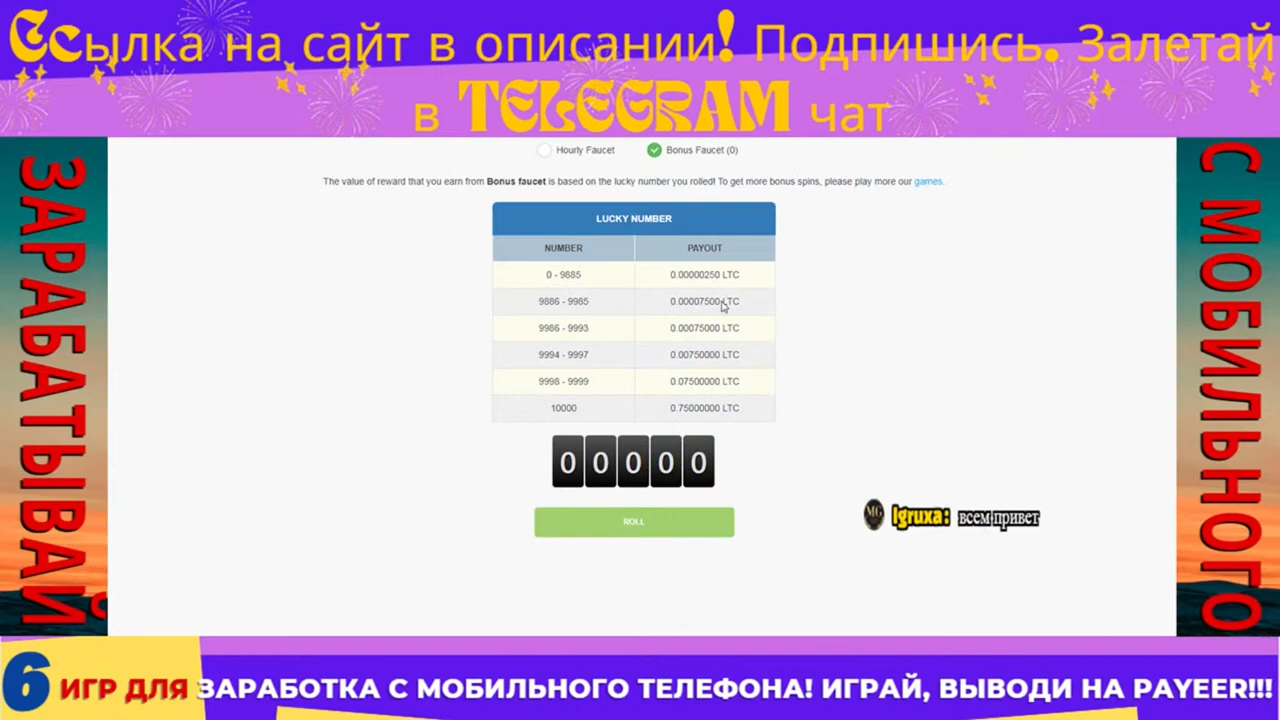 Ссылка на сайт в описании! Подпишись. Залетай
в TELEGRAM чат
ЗАРАБАТЫВАЙ
Hourly Faucet Bonus Faucet (0)
The value of reward that you earn from Bonus faucet is based on the lucky number you rolled! To get more bonus spins, please play more our games.
LUCKY NUMBER
NUMBER PAYOUT
0 - 9885 0.00000250 LTC
9886 - 9985 0.00007500 LTC
9986 - 9993 0.00075000 LTC
9994 - 9997 0.00750000 LTC
9998 - 9999 0.07500000 LTC
10000 0.75000000 LTC
0 0 0 0 0
ROLL
MG Igruxa: всем привет
С МОБИЛЬНОГО
6 ИГР ДЛЯ ЗАРАБОТКА С МОБИЛЬНОГО ТЕЛЕФОНА! ИГРАЙ, ВЫВОДИ НА PAYEER!!!